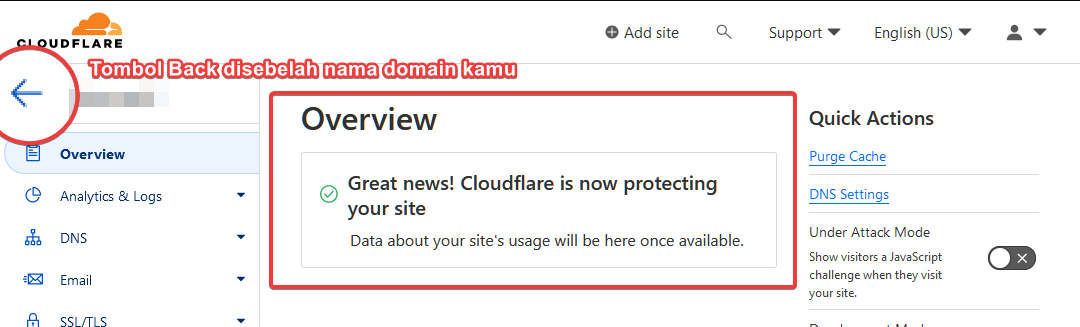 CLOUDFLARE
Add site
Support
English (US)
Tombol Back disebelah nama domain kamu
Overview
Analytics & Logs
DNS
Email
SSL/TLS
Overview
Great news! Cloudflare is now protecting
your site
Data about your site's usage will be here once available.
Quick Actions
Purge Cache
DNS Settings
Under Attack Mode
Show visitors a JavaScript
challenge when they visit
your site.